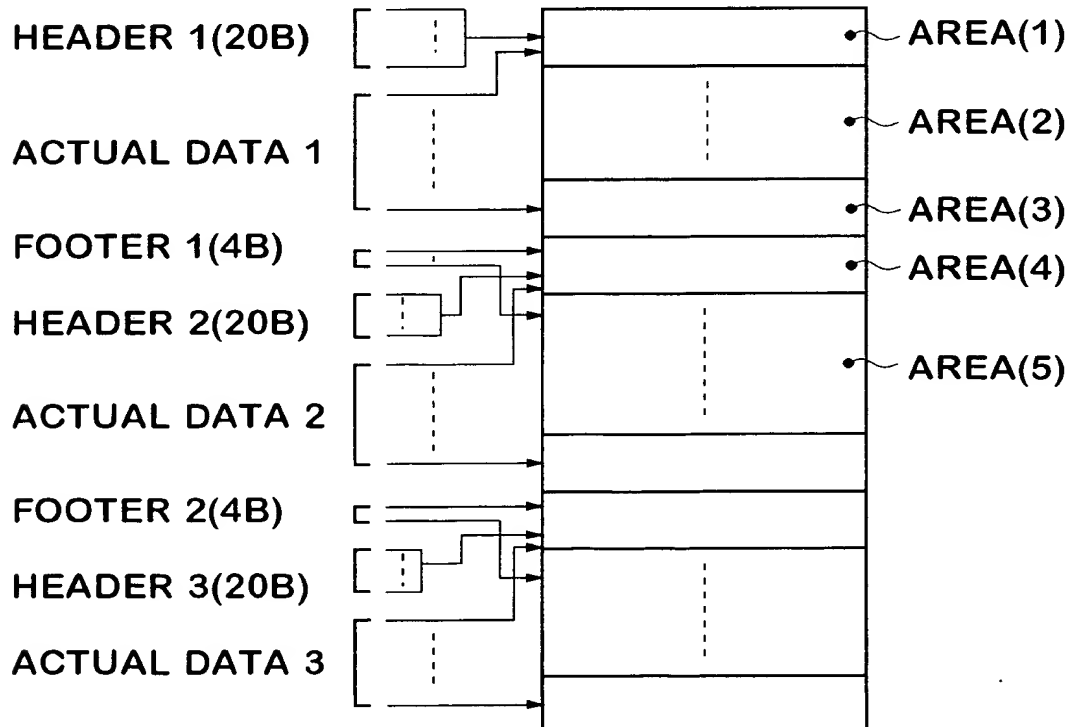 HEADER 1(20B)
AREA(1)
AREA(2)
ACTUAL DATA 1
AREA(3)
FOOTER 1(4B)
AREA(4)
HEADER 2(20B)
AREA(5)
ACTUAL DATA 2
FOOTER 2(4B)
HEADER 3(20B)
ACTUAL DATA 3